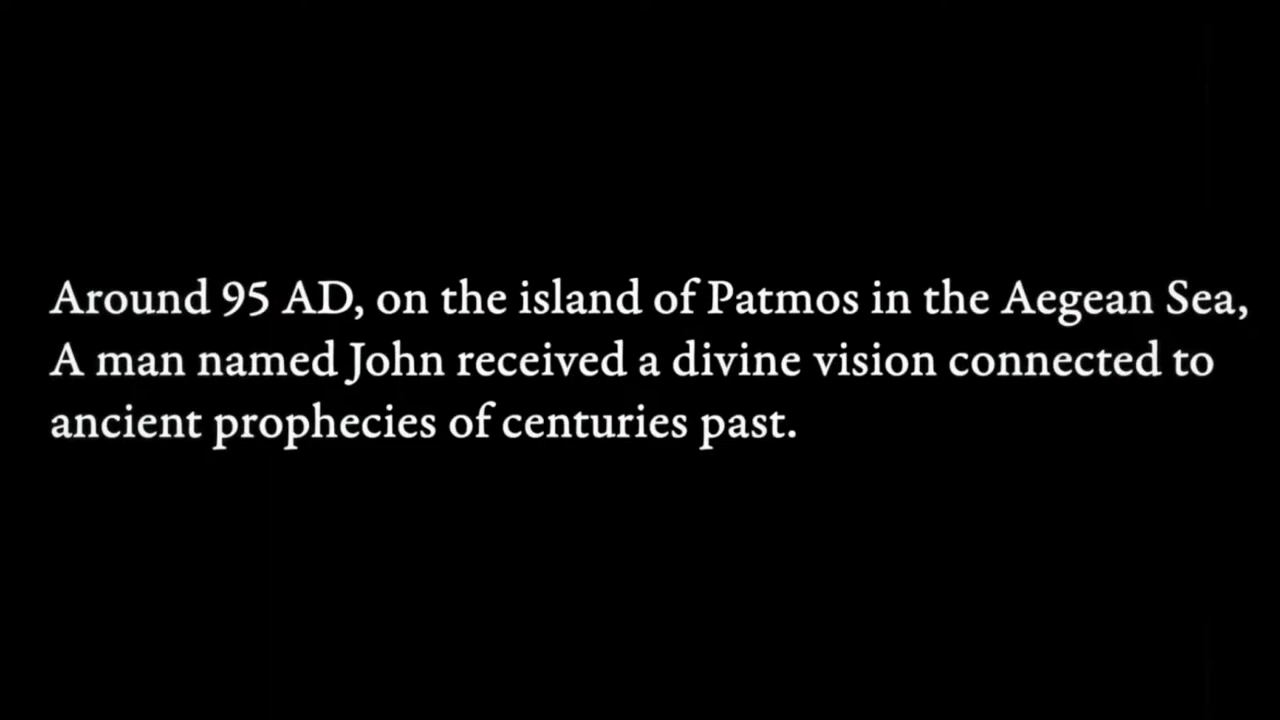 Around 95 AD, on the island of Patmos in the Aegean Sea,
A man named John received a divine vision connected to
ancient prophecies of centuries past.